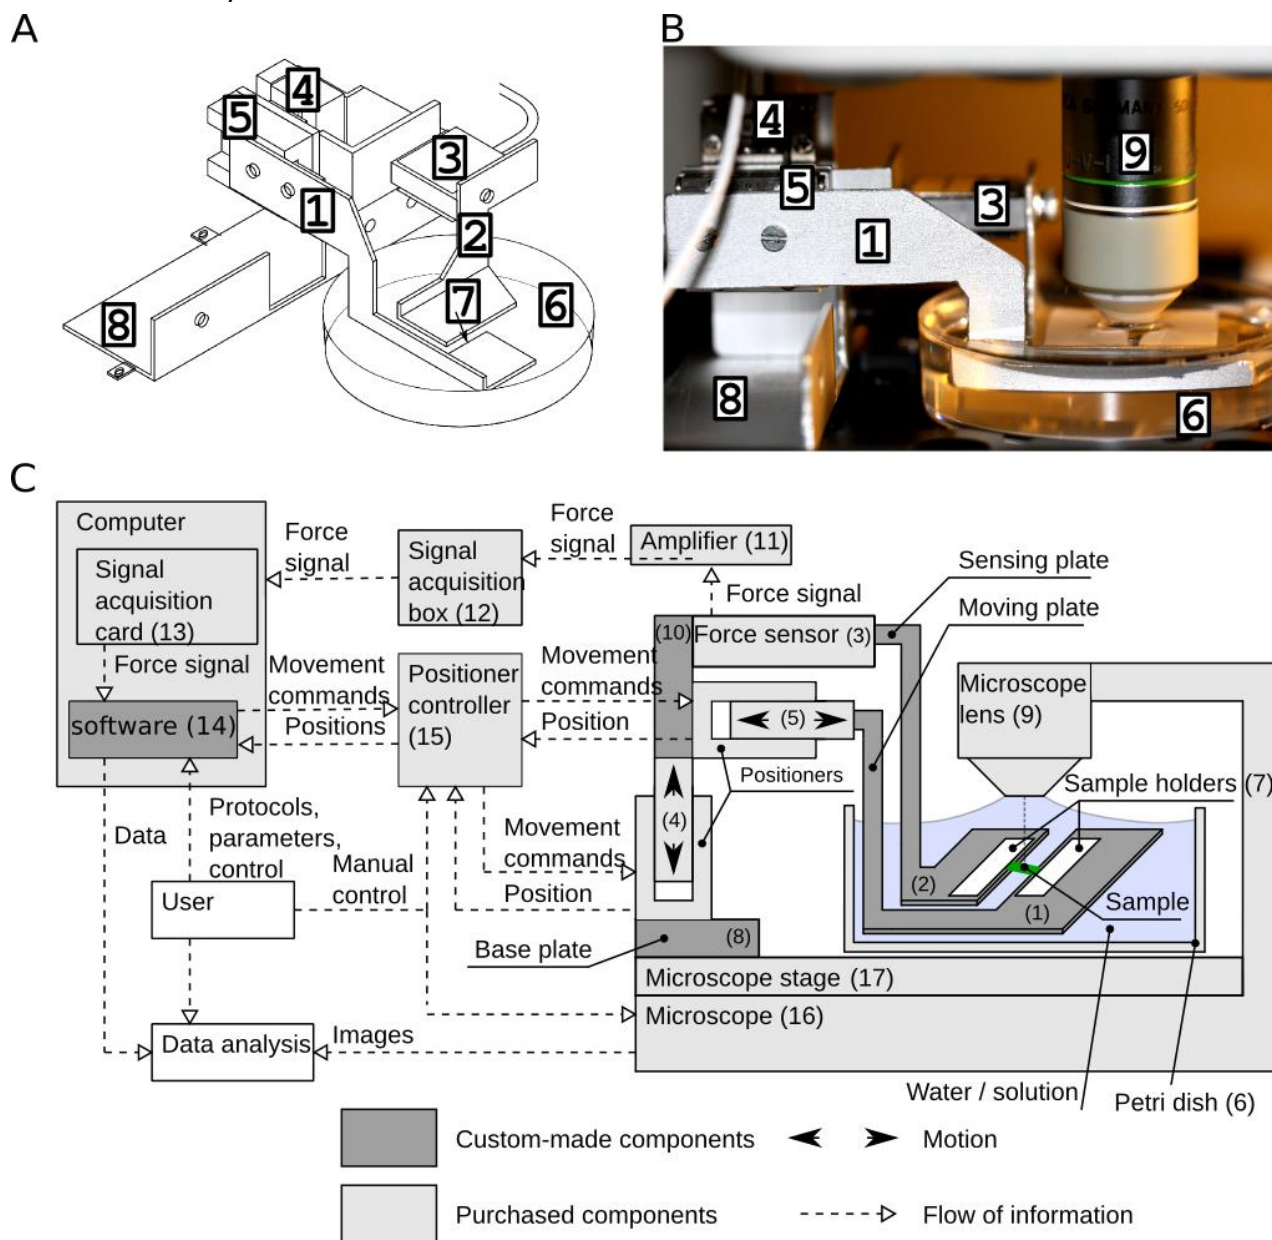 A
B
4
5
3
1
2
7
6
8
4
5
3
9
1
8
6
C
Computer
Signal
acquisition
card (13)
Force signal
software (14)
Force
signal
Signal
acquisition
box (12)
Force
signal
Amplifier (11)
Force signal
(10)
Force sensor (3)
Sensing plate
Moving plate
Movement
commands
Positions
Positioner
controller
(15)
Movement
commands
Position
(5)
Positioners
Microscope
lens (9)
Sample holders (7)
(4)
Data
Protocols,
parameters,
control
Manual
control
Movement
commands
Position
User
(2)
(1)
Sample
Base plate
(8)
Microscope stage (17)
Microscope (16)
Data analysis
Images
Water / solution
Petri dish (6)
Custom-made components
Motion
Purchased components
Flow of information